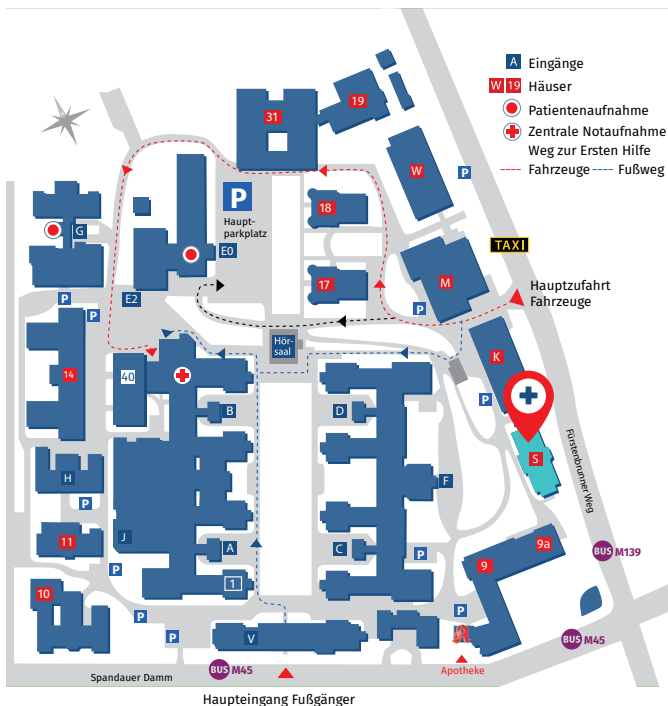 A Eingänge
W 19 Häuser
Patientenaufnahme
Zentrale Notaufnahme
Weg zur Ersten Hilfe
Fahrzeuge Fußweg
19
31
W
P
P
Haupt-
parkplatz
18
G
E0
TAXI
M
17
Hauptzufahrt
Fahrzeuge
E2
P
P
P
Hör-
saal
K
14
40
P
B
D
S
Fürstenbrunner Weg
H
F
P
J
11
A
C
P
9a
BUS M139
9
P
10
1
P
P
P
V
BUS M45
Apotheke
BUS M45
Spandauer Damm
Haupteingang Fußgänger